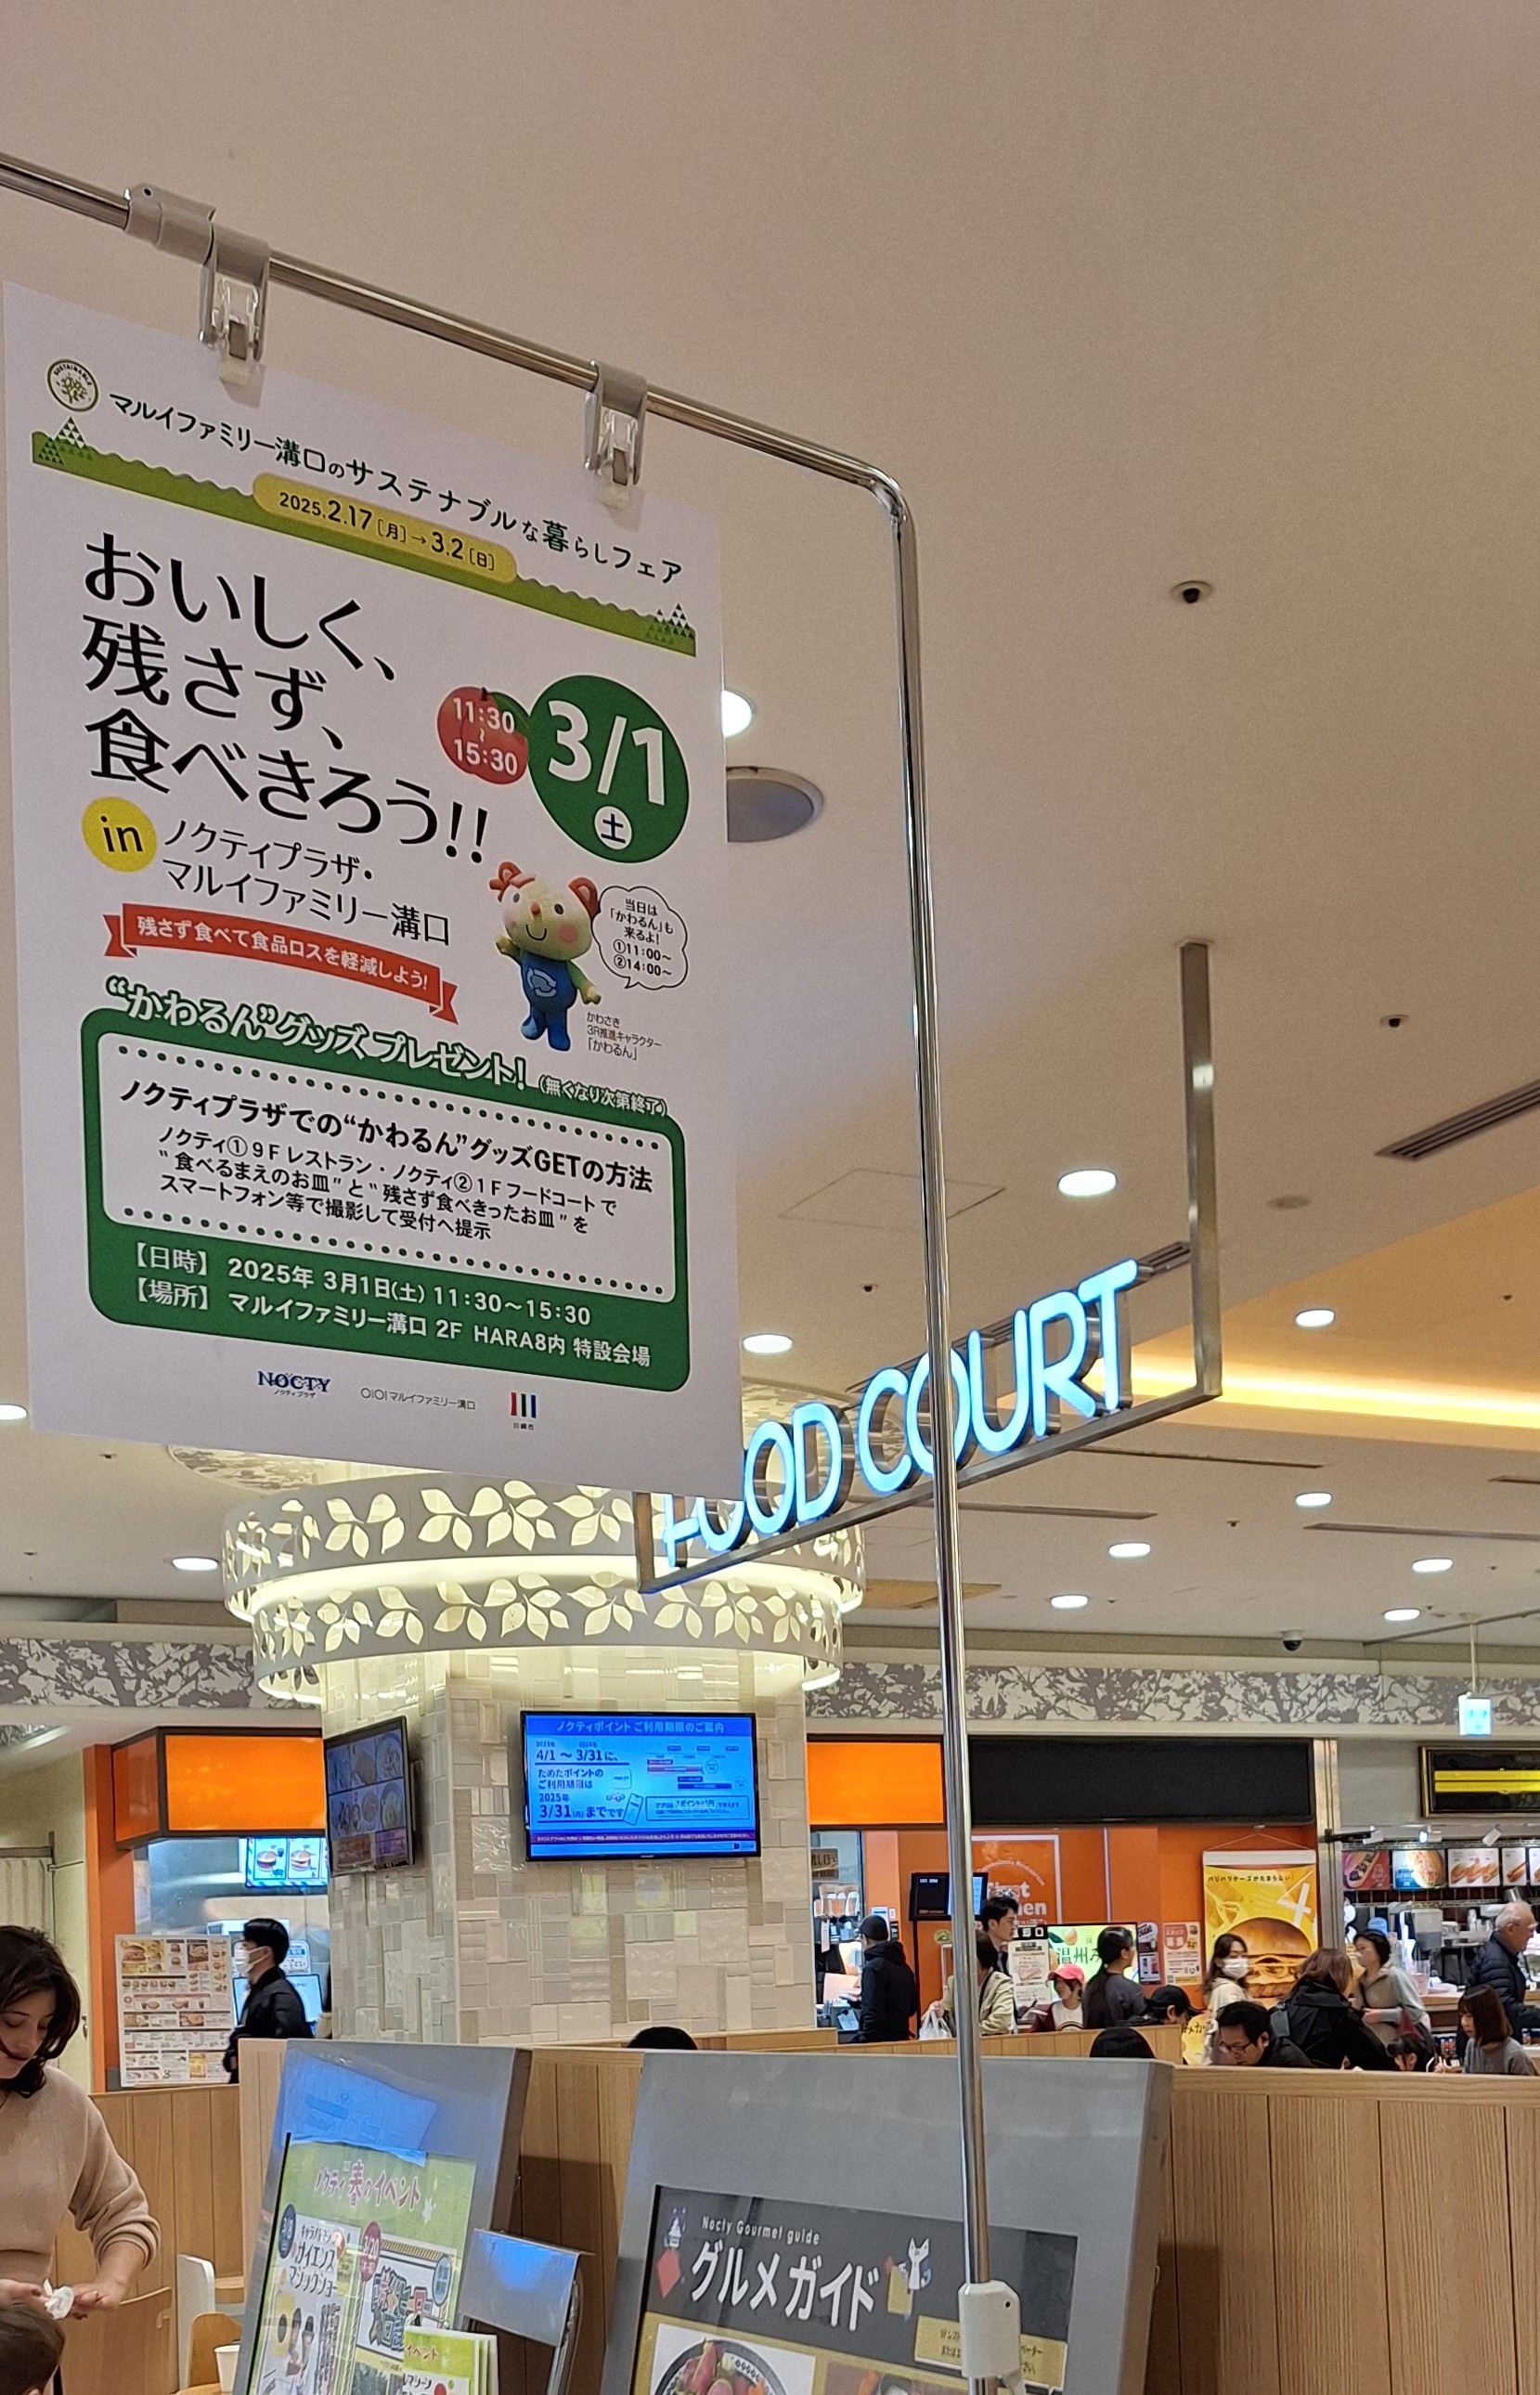 SUSTAINABLE
マルイファミリー溝口のサステナブルな暮らしフェア
2025.2.17[月]→3.2[日]
おいしく、
残さず、
食べきろう!!
11:30
〜
15:30
3/1
土
in
ノクティプラザ・
マルイファミリー溝口
残さず食べて食品ロスを軽減しよう!
当日は
「かわるん」も
来るよ!
①11:00〜
②14:00〜
かわさき
3R推進キャラクター
「かわるん」
“かわるん”グッズ プレゼント!(無くなり次第終了)
ノクティプラザでの“かわるん”グッズGETの方法
ノクティ①9F レストラン・ノクティ②1F フードコート で
“食べるまえのお皿”と“残さず食べきったお皿”を
スマートフォン等で撮影して受付へ提示
【日時】 2025年 3月1日(土) 11:30〜15:30
【場所】 マルイファミリー溝口 2F HARA8内 特設会場
NOCTY
ノクティプラザ
OIOI マルイファミリー溝口
川崎市
FOOD COURT
ノクティポイント ご利用期限のご案内
4/1 〜 3/31に、
ためたポイントの
ご利用期限は
2025年
3/31(月)までです
温州み
ノクティ 春のイベント
サイエンス
マジックショー
イベント
Nocty Gourmet guide
グルメガイド